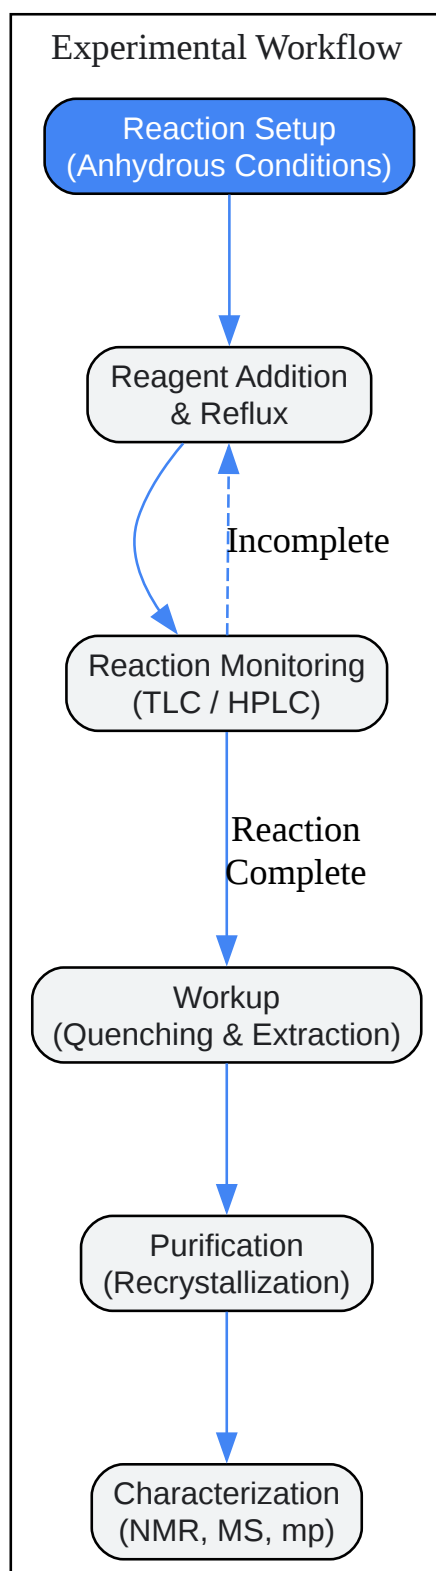 Experimental Workflow
Reaction Setup
(Anhydrous Conditions)
Reagent Addition
& Reflux
Incomplete
Reaction Monitoring
(TLC / HPLC)
Reaction
Complete
Workup
(Quenching & Extraction)
Purification
(Recrystallization)
Characterization
(NMR, MS, mp)